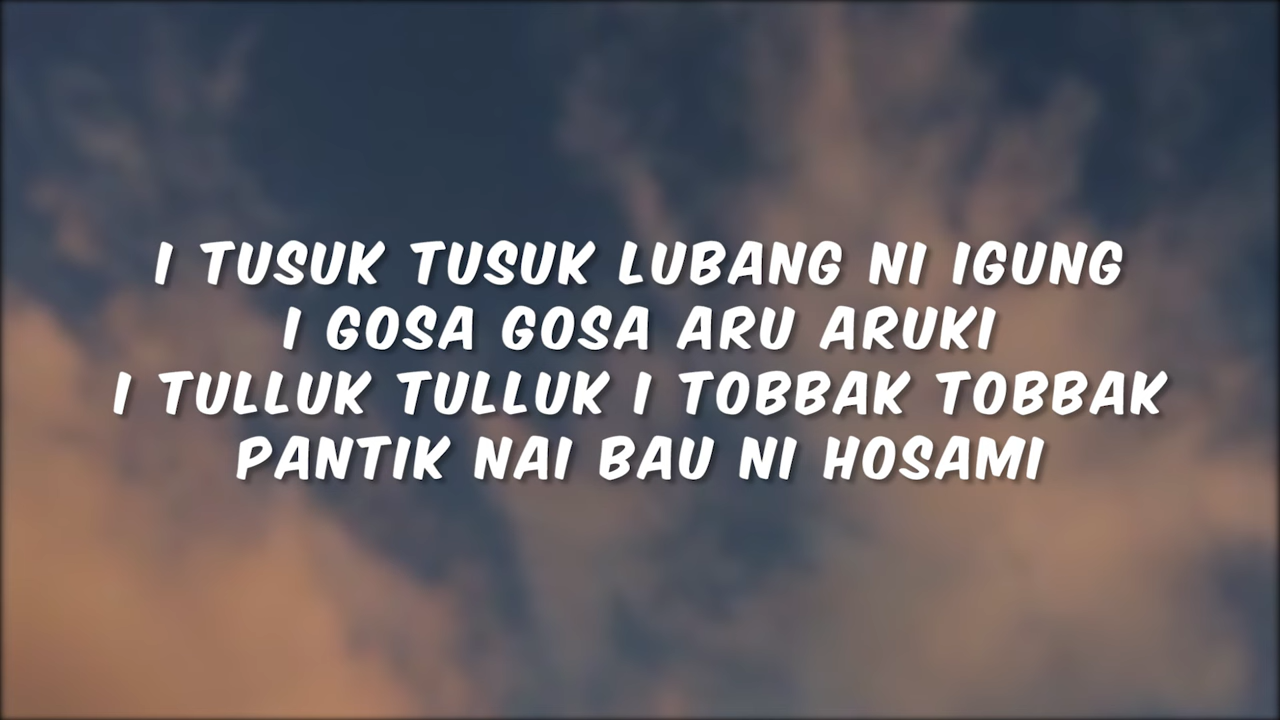 I TUSUK TUSUK LUBANG NI IGUNG
I GOSA GOSA ARU ARUKI
I TULLUK TULLUK I TOBBAK TOBBAK
PANTIK NAI BAU NI HOSAMI